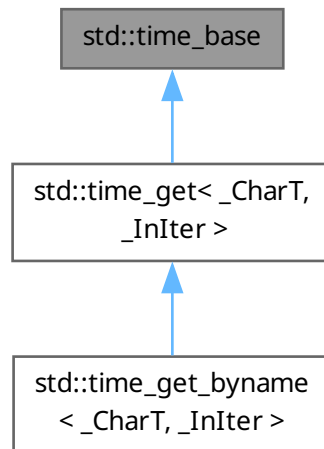 std::time_base
std::time_get< _CharT,
_InIter >
std::time_get_byname
< _CharT, _InIter >